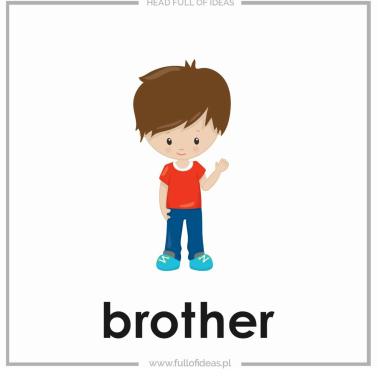 HEAD FULL OF IDEAS
brother
www.fullofideas.pl